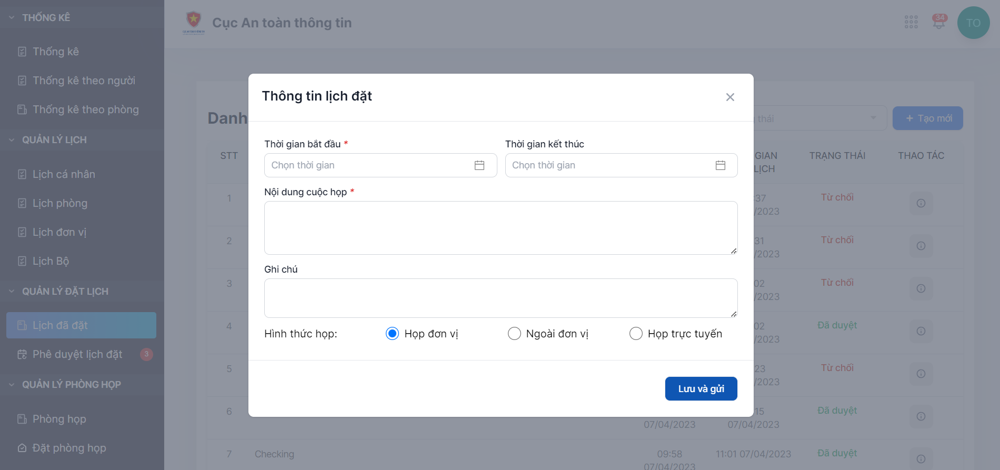 THỐNG KÊ
Thống kê
Thống kê theo người
Thống kê theo phòng
QUẢN LÝ LỊCH
Lịch cá nhân
Lịch phòng
Lịch đơn vị
Lịch Bộ
QUẢN LÝ ĐẶT LỊCH
Lịch đã đặt
Phê duyệt lịch đặt 3
QUẢN LÝ PHÒNG HỌP
Phòng họp
Đặt phòng họp
Cục An toàn thông tin
34
TO
Danh
thái
+ Tạo mới
STT
GIAN
LỊCH
TRẠNG THÁI
THAO TÁC
1
:37
/2023
Từ chối
2
31
/2023
Từ chối
3
02
/2023
Từ chối
4
02
/2023
Đã duyệt
5
23
/2023
Từ chối
6
07/04/2023
15
07/04/2023
Đã duyệt
7
Checking
09:58
07/04/2023
11:01 07/04/2023
Đã duyệt
Thông tin lịch đặt
Thời gian bắt đầu *
Chọn thời gian
Thời gian kết thúc
Chọn thời gian
Nội dung cuộc họp *
Ghi chú
Hình thức họp:
Họp đơn vị
Ngoài đơn vị
Họp trực tuyến
Lưu và gửi